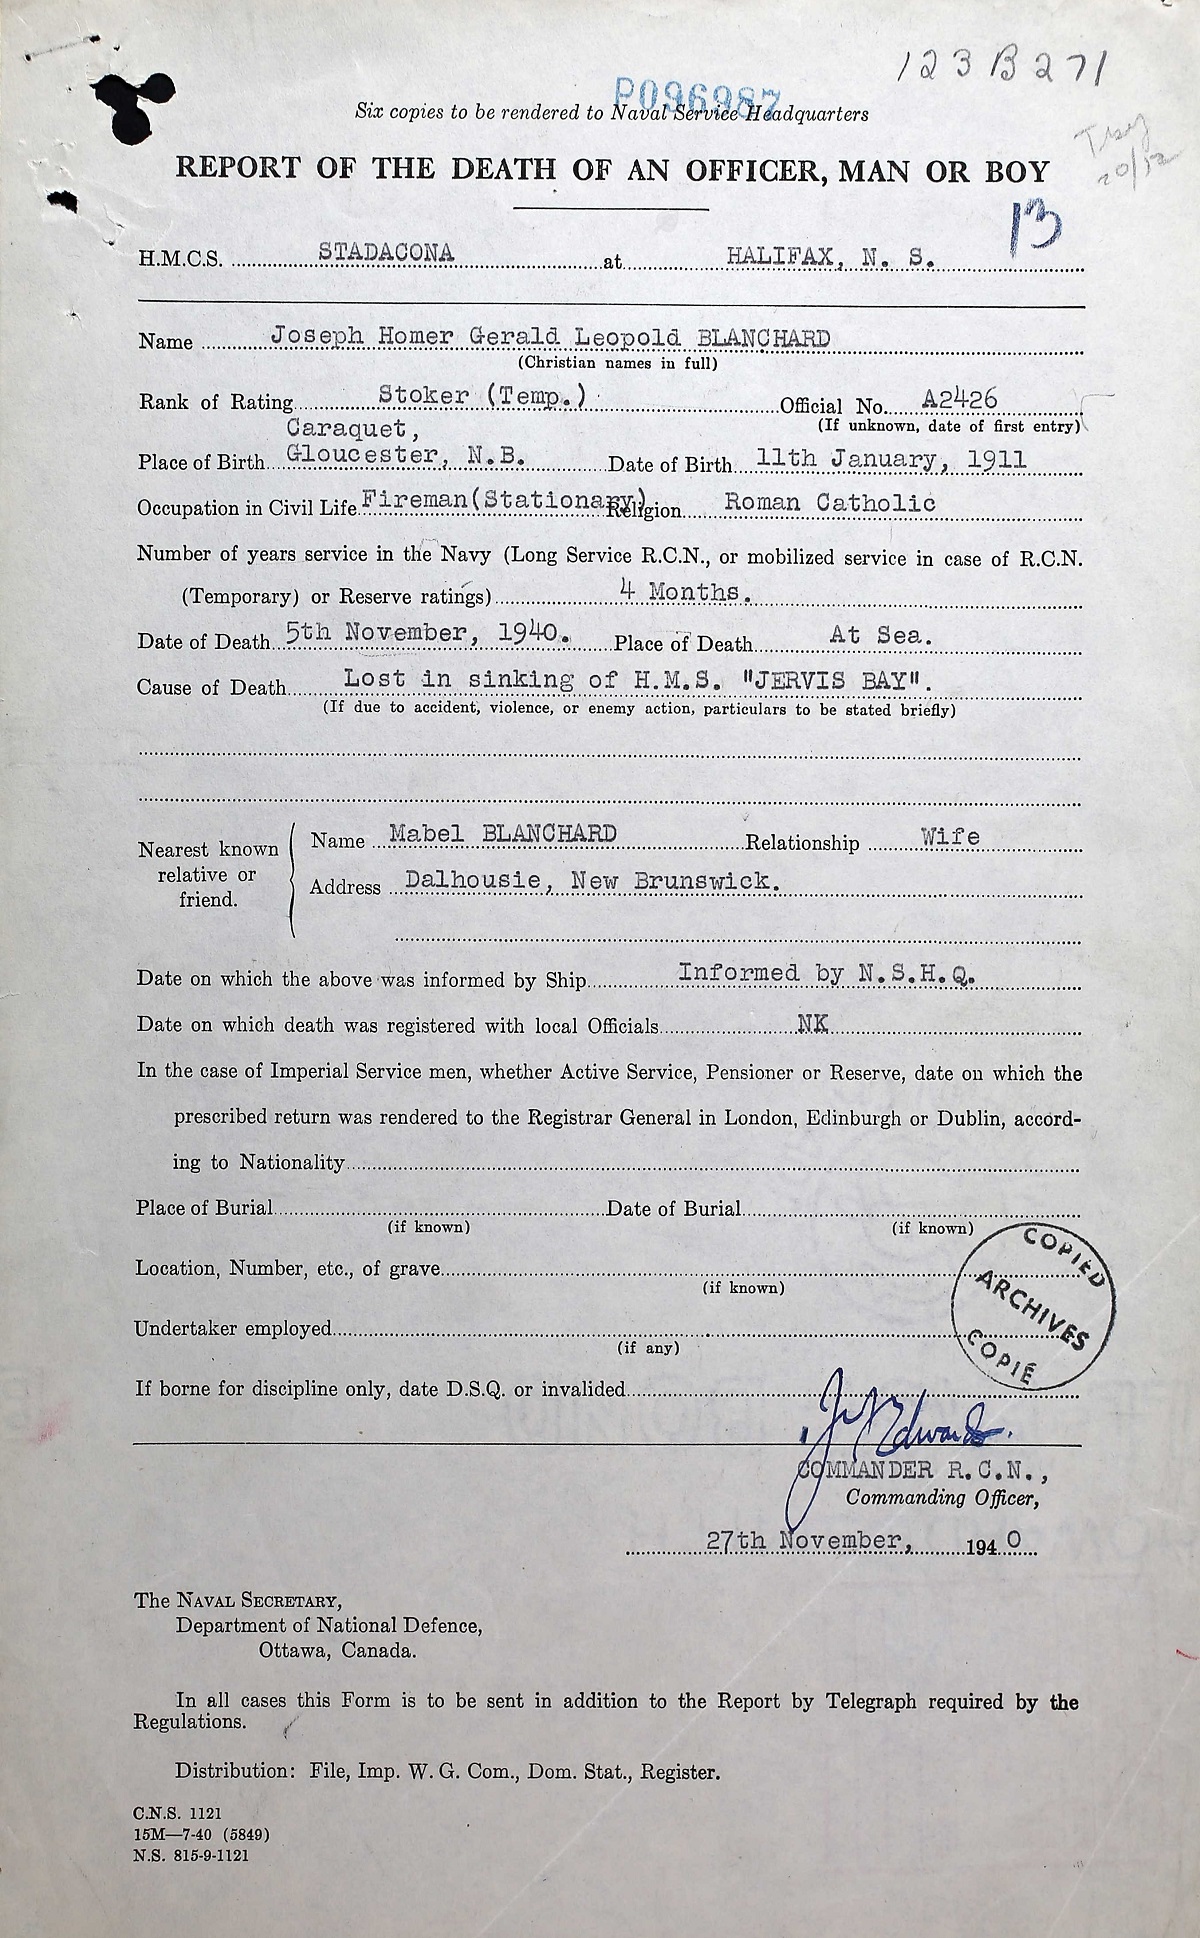 123 B 271
P096987
Six copies to be rendered to Naval Service Headquarters
REPORT OF THE DEATH OF AN OFFICER, MAN OR BOY
13
H.M.C.S. STADACONA at HALIFAX, N. S.
Name Joseph Homer Gerald Leopold BLANCHARD
(Christian names in full)
Rank of Rating Stoker (Temp.) Official No. A2426
(If unknown, date of first entry)
Caraquet,
Place of Birth Gloucester, N.B. Date of Birth 11th January, 1911
Occupation in Civil Life Fireman(Stationary) Religion Roman Catholic
Number of years service in the Navy (Long Service R.C.N., or mobilized service in case of R.C.N.
(Temporary) or Reserve ratings) 4 Months.
Date of Death 5th November, 1940. Place of Death At Sea.
Cause of Death Lost in sinking of H.M.S. "JERVIS BAY".
(If due to accident, violence, or enemy action, particulars to be stated briefly)
Nearest known relative or friend.
Name Mabel BLANCHARD Relationship Wife
Address Dalhousie, New Brunswick.
Date on which the above was informed by Ship Informed by N.S.H.Q.
Date on which death was registered with local Officials NK
In the case of Imperial Service men, whether Active Service, Pensioner or Reserve, date on which the
prescribed return was rendered to the Registrar General in London, Edinburgh or Dublin, accord-
ing to Nationality
Place of Burial Date of Burial
(if known) (if known)
Location, Number, etc., of grave
(if known)
Undertaker employed
(if any)
COPIED
ARCHIVES
COPIÉ
If borne for discipline only, date D.S.Q. or invalided
Edwards.
COMMANDER R.C.N.,
Commanding Officer,
27th November, 1940
The NAVAL SECRETARY,
Department of National Defence,
Ottawa, Canada.
In all cases this Form is to be sent in addition to the Report by Telegraph required by the
Regulations.
Distribution: File, Imp. W. G. Com., Dom. Stat., Register.
C.N.S. 1121
15M—7-40 (5849)
N.S. 815-9-1121